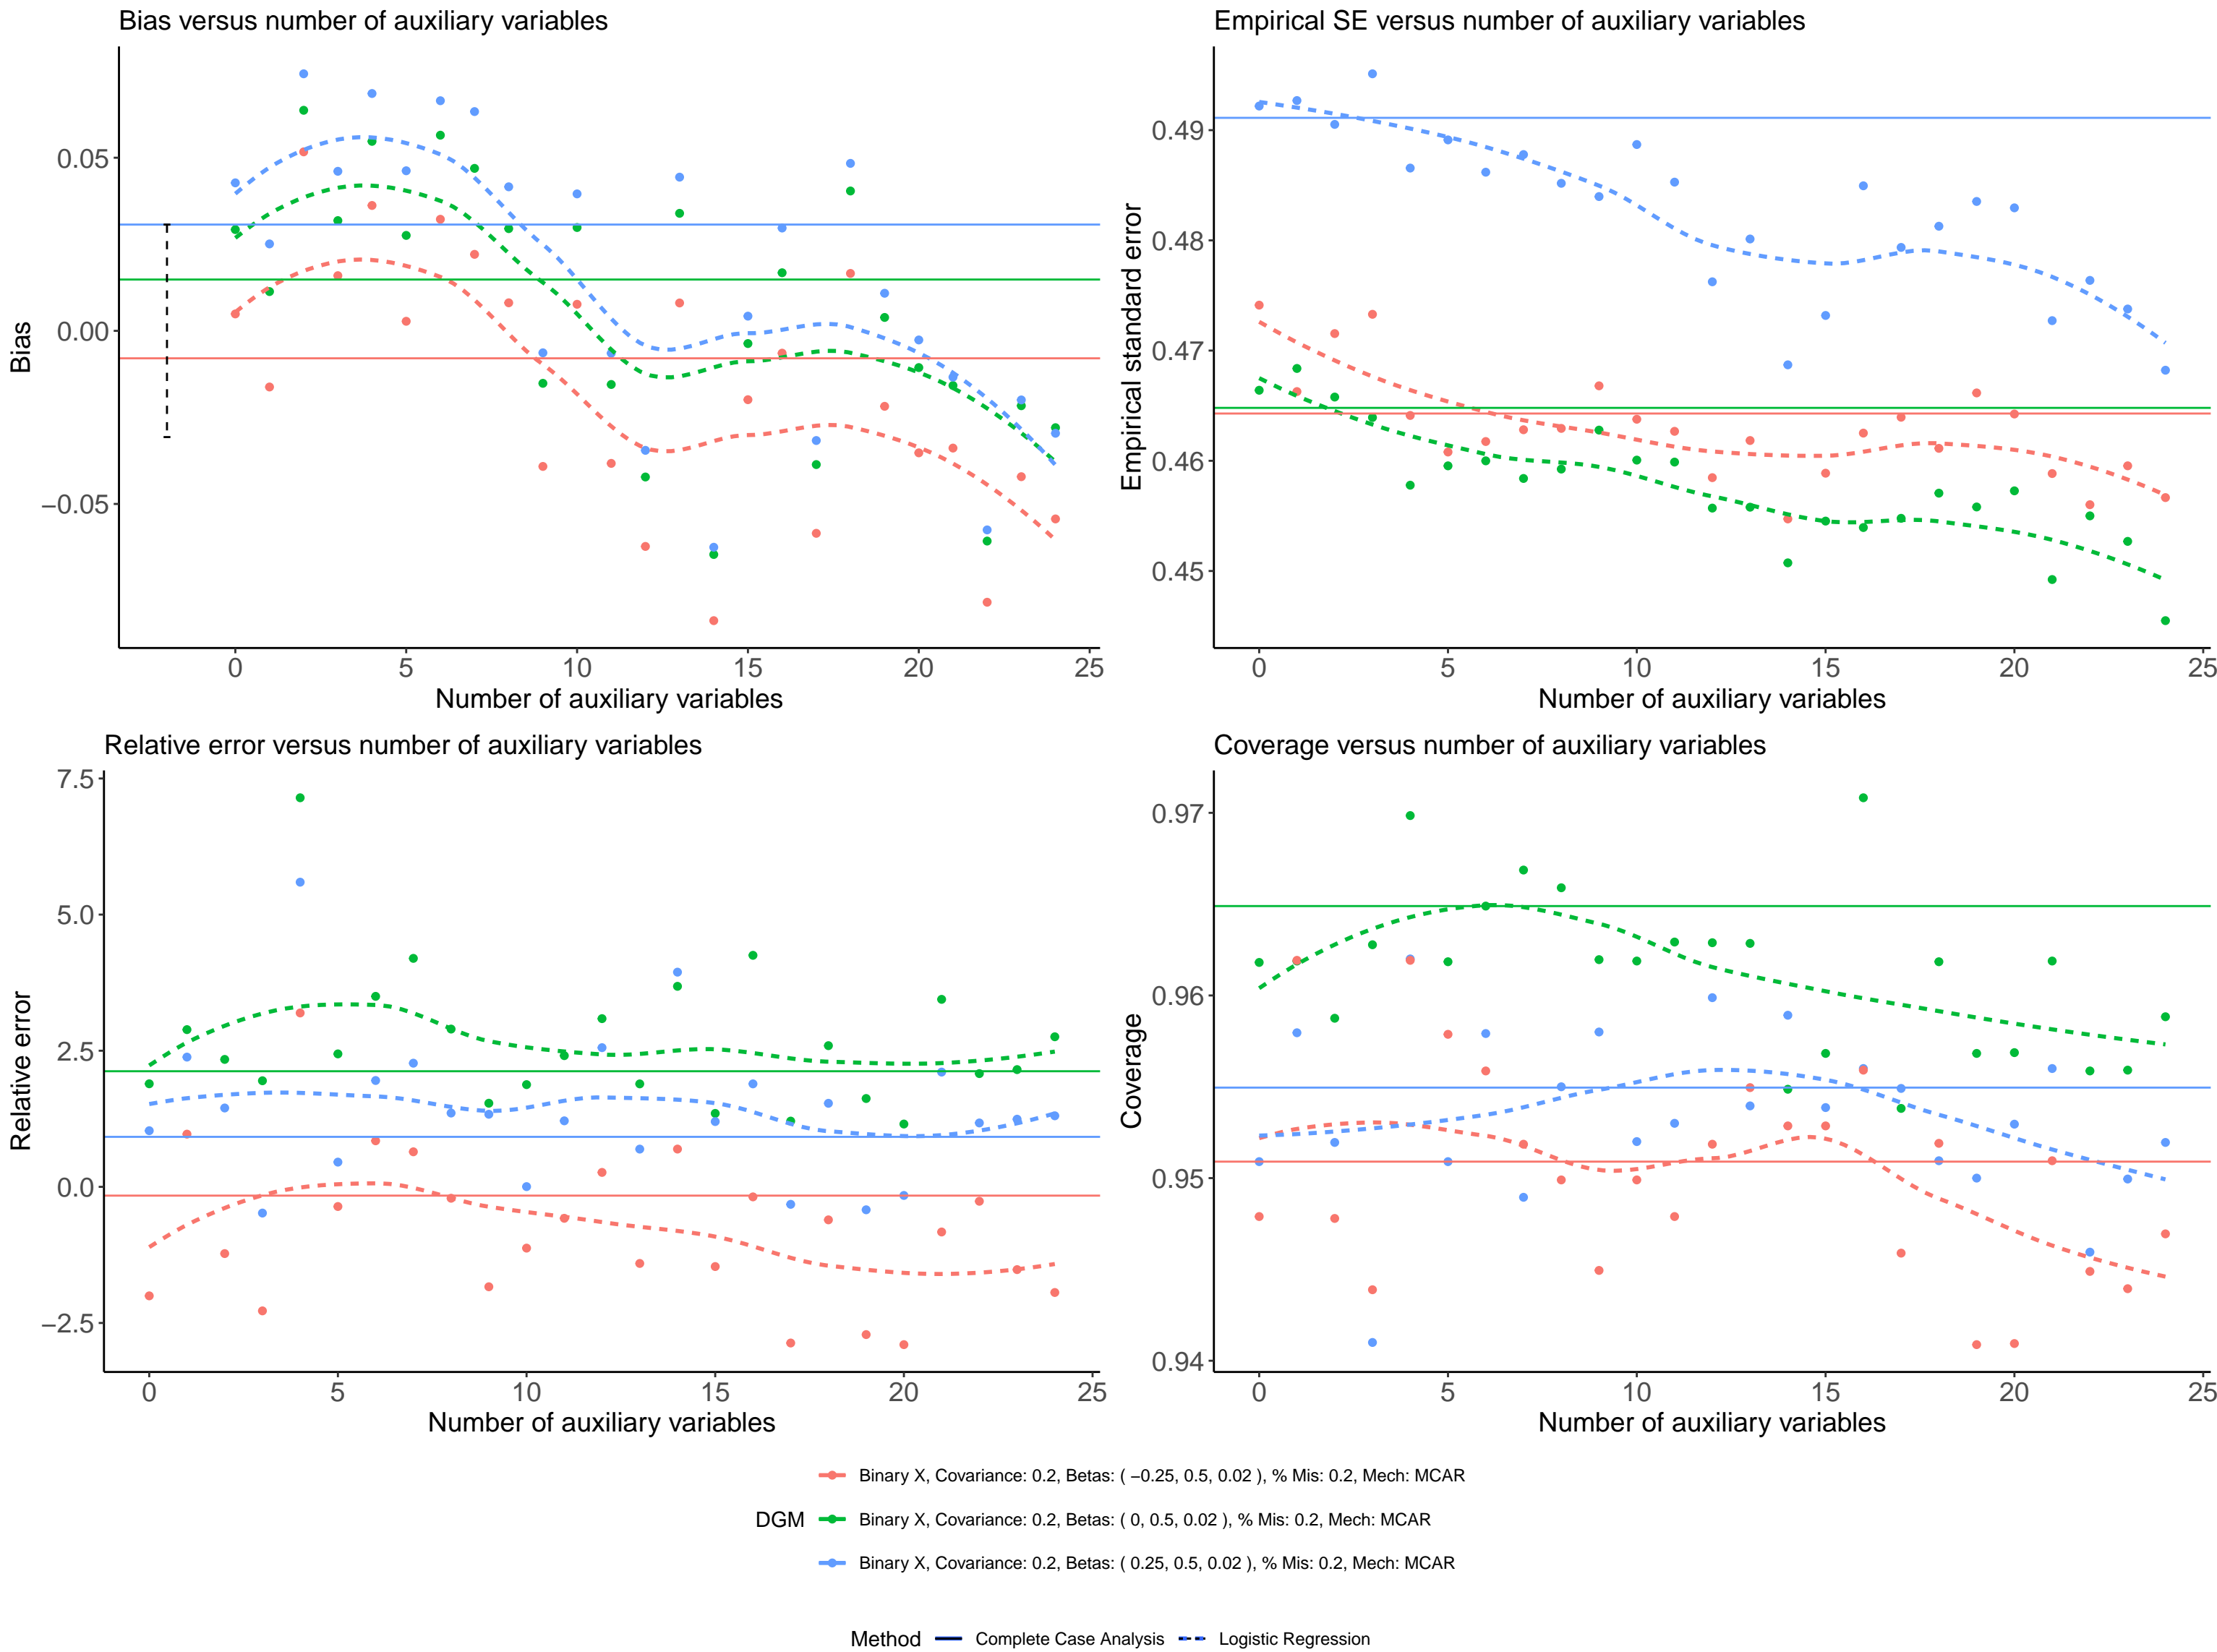 Bias versus number of auxiliary variables
Bias
0.05
0.00
−0.05
0 5 10 15 20 25
Number of auxiliary variables
Empirical SE versus number of auxiliary variables
Empirical standard error
0.49
0.48
0.47
0.46
0.45
0 5 10 15 20 25
Number of auxiliary variables
Relative error versus number of auxiliary variables
Relative error
7.5
5.0
2.5
0.0
−2.5
0 5 10 15 20 25
Number of auxiliary variables
Coverage versus number of auxiliary variables
Coverage
0.97
0.96
0.95
0.94
0 5 10 15 20 25
Number of auxiliary variables
DGM
Binary X, Covariance: 0.2, Betas: ( −0.25, 0.5, 0.02 ), % Mis: 0.2, Mech: MCAR
Binary X, Covariance: 0.2, Betas: ( 0, 0.5, 0.02 ), % Mis: 0.2, Mech: MCAR
Binary X, Covariance: 0.2, Betas: ( 0.25, 0.5, 0.02 ), % Mis: 0.2, Mech: MCAR
Method Complete Case Analysis Logistic Regression